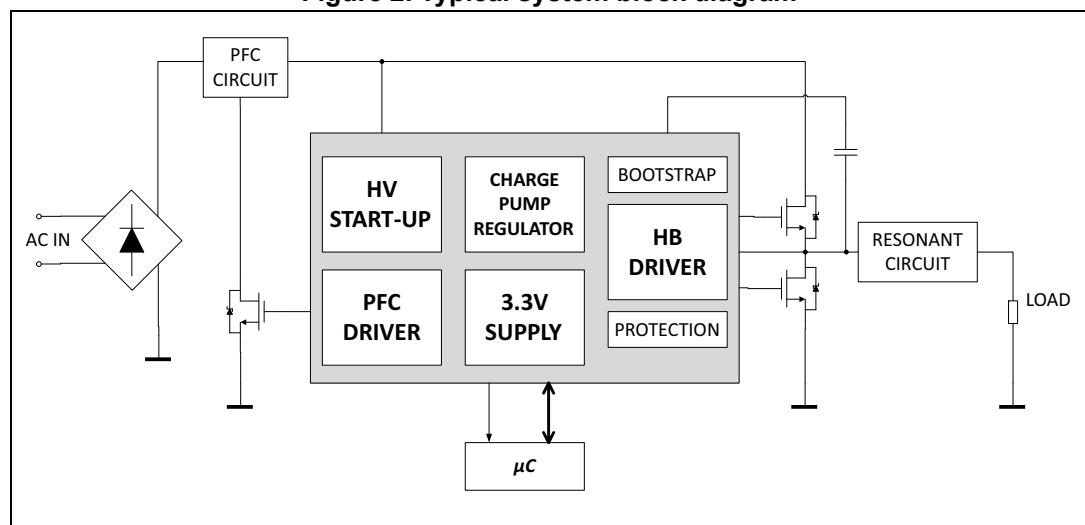 Figure 2. Typical system block diagram
PFC
CIRCUIT
AC IN
HV
START-UP
CHARGE
PUMP
REGULATOR
BOOTSTRAP
HB
DRIVER
PFC
DRIVER
3.3V
SUPPLY
PROTECTION
RESONANT
CIRCUIT
LOAD
μC